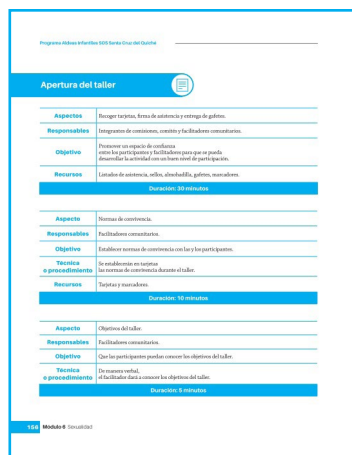 Programa Aldeas Infantiles SOS Santa Cruz del Quiché
Apertura del taller
Aspectos Recoger tarjetas, firma de asistencia y entrega de gafetes.
Responsables Integrantes de comisiones, comités y facilitadores comunitarios.
Objetivo Promover un espacio de confianza
entre los participantes y facilitadores para que se pueda
desarrollar la actividad con un buen nivel de participación.
Recursos Listados de asistencia, sellos, almohadilla, gafetes, marcadores.
Duración: 30 minutos
Aspecto Normas de convivencia.
Responsables Facilitadores comunitarios.
Objetivo Establecer normas de convivencia con las y los participantes.
Técnica
o procedimiento Se establecerán en tarjetas
las normas de convivencia durante el taller.
Recursos Tarjetas y marcadores.
Duración: 10 minutos
Aspecto Objetivos del taller.
Responsables Facilitadores comunitarios.
Objetivo Que las participantes puedan conocer los objetivos del taller.
Técnica
o procedimiento De manera verbal,
el facilitador dará a conocer los objetivos del taller.
Duración: 5 minutos
158 Módulo 6 Sexualidad